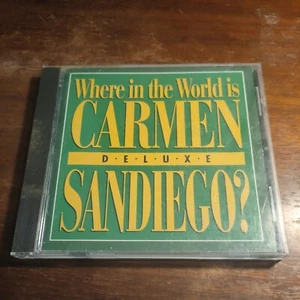 Where in the World is
CARMEN
D·E·L·U·X·E
SANDIEGO?